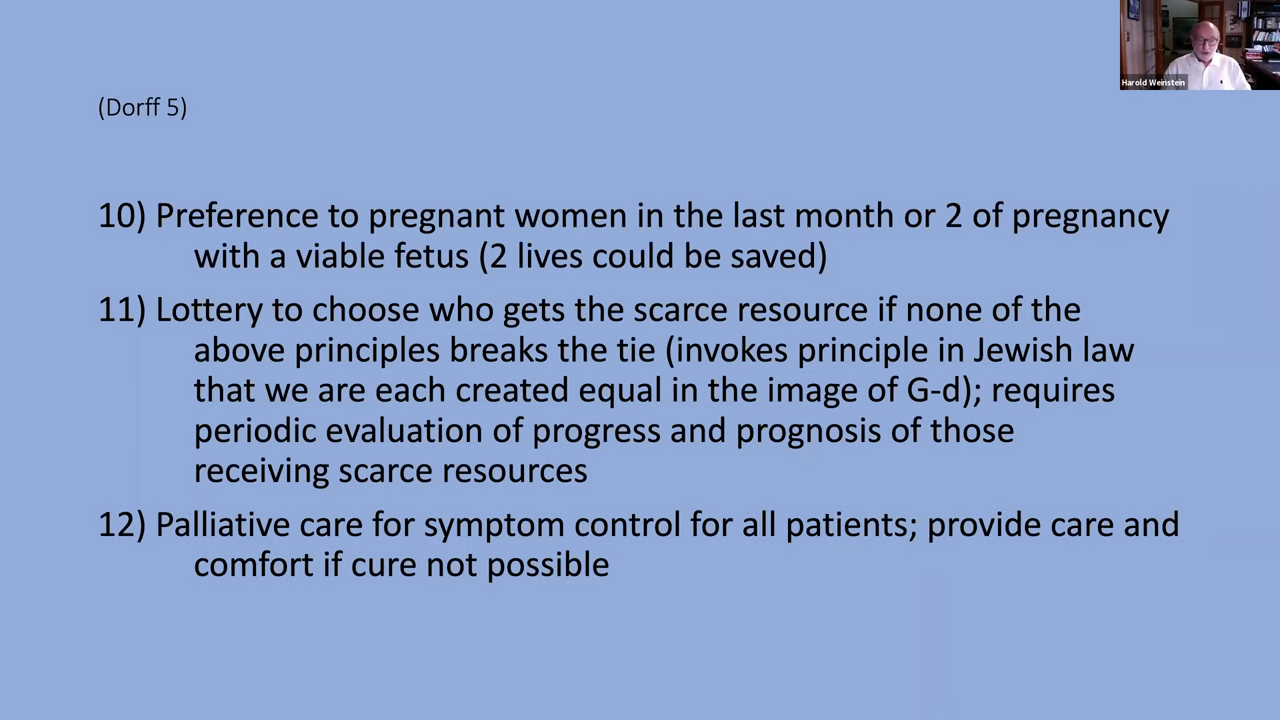 Harold Weinstein
(Dorff 5)
10) Preference to pregnant women in the last month or 2 of pregnancy
with a viable fetus (2 lives could be saved)
11) Lottery to choose who gets the scarce resource if none of the
above principles breaks the tie (invokes principle in Jewish law
that we are each created equal in the image of G-d); requires
periodic evaluation of progress and prognosis of those
receiving scarce resources
12) Palliative care for symptom control for all patients; provide care and
comfort if cure not possible